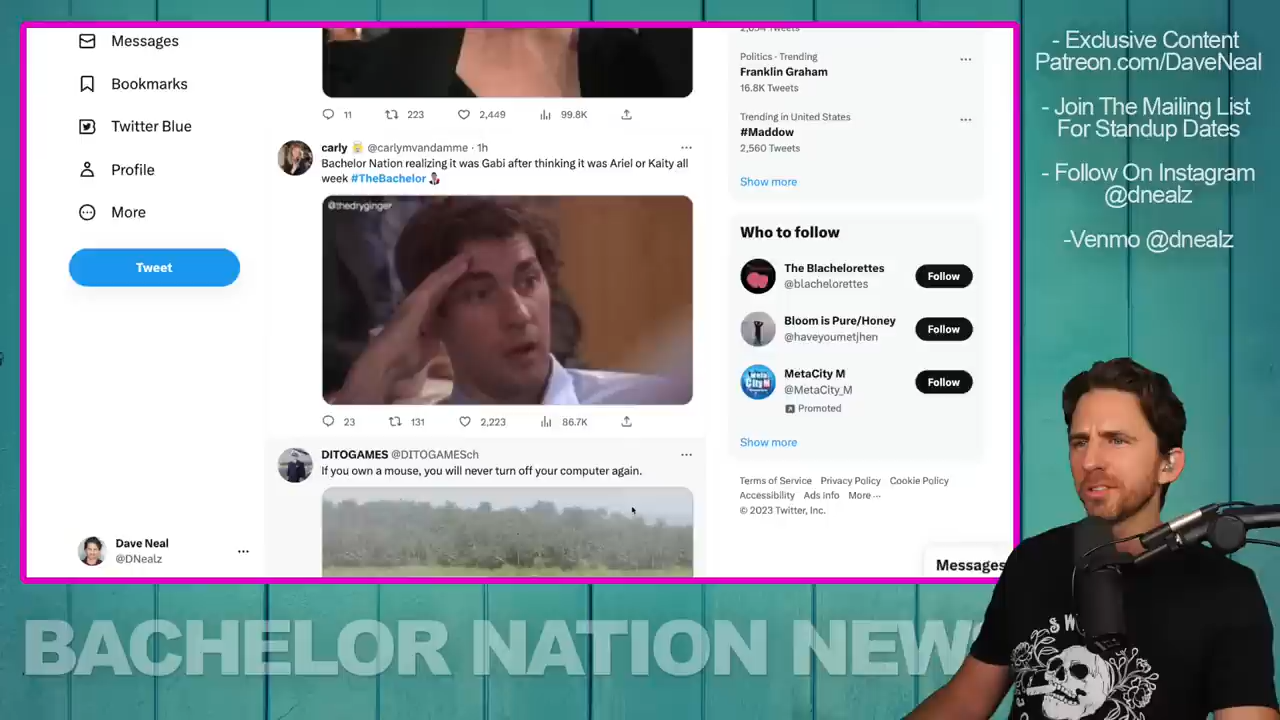 Messages
Bookmarks
Twitter Blue
Profile
More
Tweet
Dave Neal
@DNealz
11 223 2,449 99.8K
carly @carlymvandamme · 1h
Bachelor Nation realizing it was Gabi after thinking it was Ariel or Kaity all
week #TheBachelor
@thedryginger
23 131 2,223 86.7K
DITOGAMES @DITOGAMESch
If you own a mouse, you will never turn off your computer again.
Politics · Trending
Franklin Graham
16.8K Tweets
Trending in United States
#Maddow
2,560 Tweets
Show more
Who to follow
The Blachelorettes
@blachelorettes
Follow
Bloom is Pure/Honey
@haveyoumetjhen
Follow
MetaCity M
@MetaCity_M
Follow
Promoted
Show more
Terms of Service Privacy Policy Cookie Policy
Accessibility Ads info More ···
© 2023 Twitter, Inc.
Messages
- Exclusive Content
Patreon.com/DaveNeal
- Join The Mailing List
For Standup Dates
- Follow On Instagram
@dnealz
-Venmo @dnealz
BACHELOR NATION NEWS